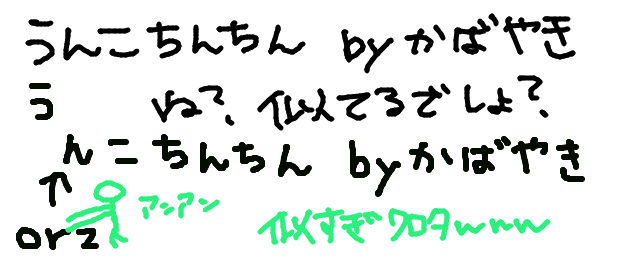 うんこちんちん byかばやき
う ね?、似てるでしょ?、
んこちんちん byかばやき
↑ アンアン
orz 似すぎワロタwww